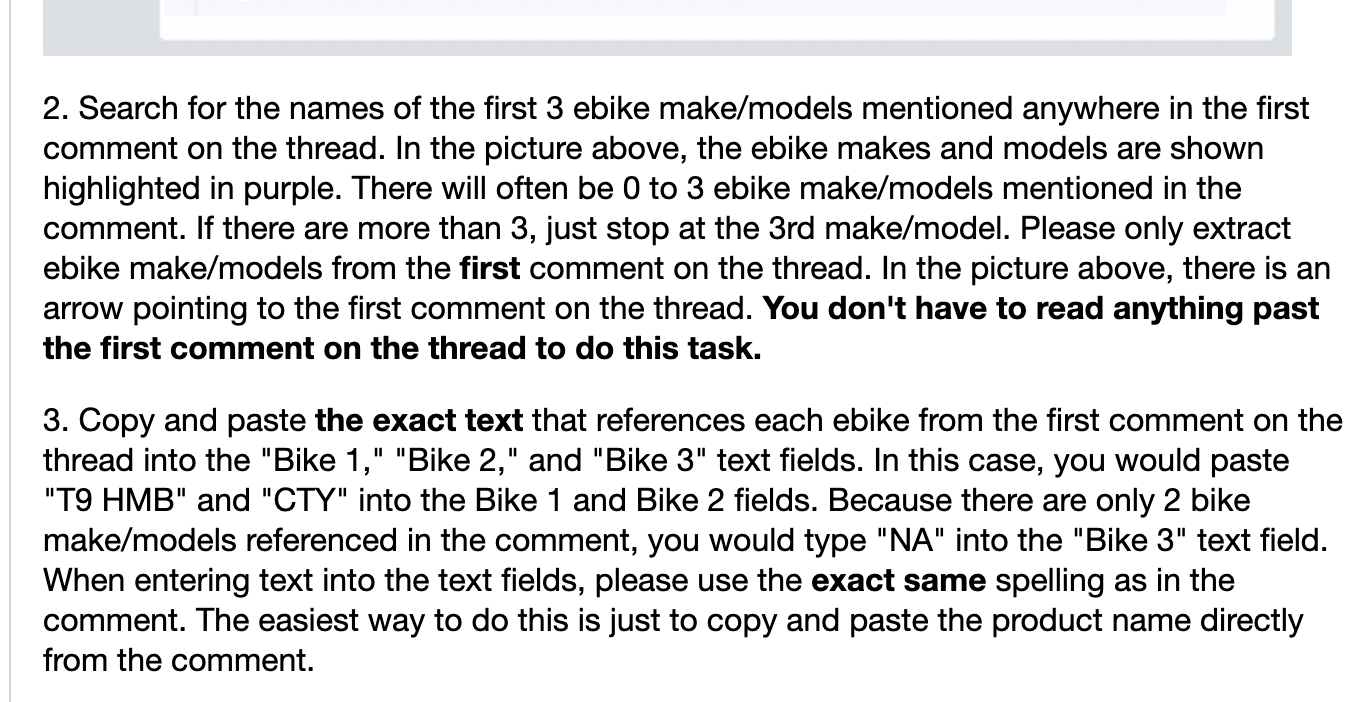 2. Search for the names of the first 3 ebike make/models mentioned anywhere in the first
comment on the thread. In the picture above, the ebike makes and models are shown
highlighted in purple. There will often be 0 to 3 ebike make/models mentioned in the
comment. If there are more than 3, just stop at the 3rd make/model. Please only extract
ebike make/models from the first comment on the thread. In the picture above, there is an
arrow pointing to the first comment on the thread. You don't have to read anything past
the first comment on the thread to do this task.
3. Copy and paste the exact text that references each ebike from the first comment on the
thread into the "Bike 1," "Bike 2," and "Bike 3" text fields. In this case, you would paste
"T9 HMB" and "CTY" into the Bike 1 and Bike 2 fields. Because there are only 2 bike
make/models referenced in the comment, you would type "NA" into the "Bike 3" text field.
When entering text into the text fields, please use the exact same spelling as in the
comment. The easiest way to do this is just to copy and paste the product name directly
from the comment.